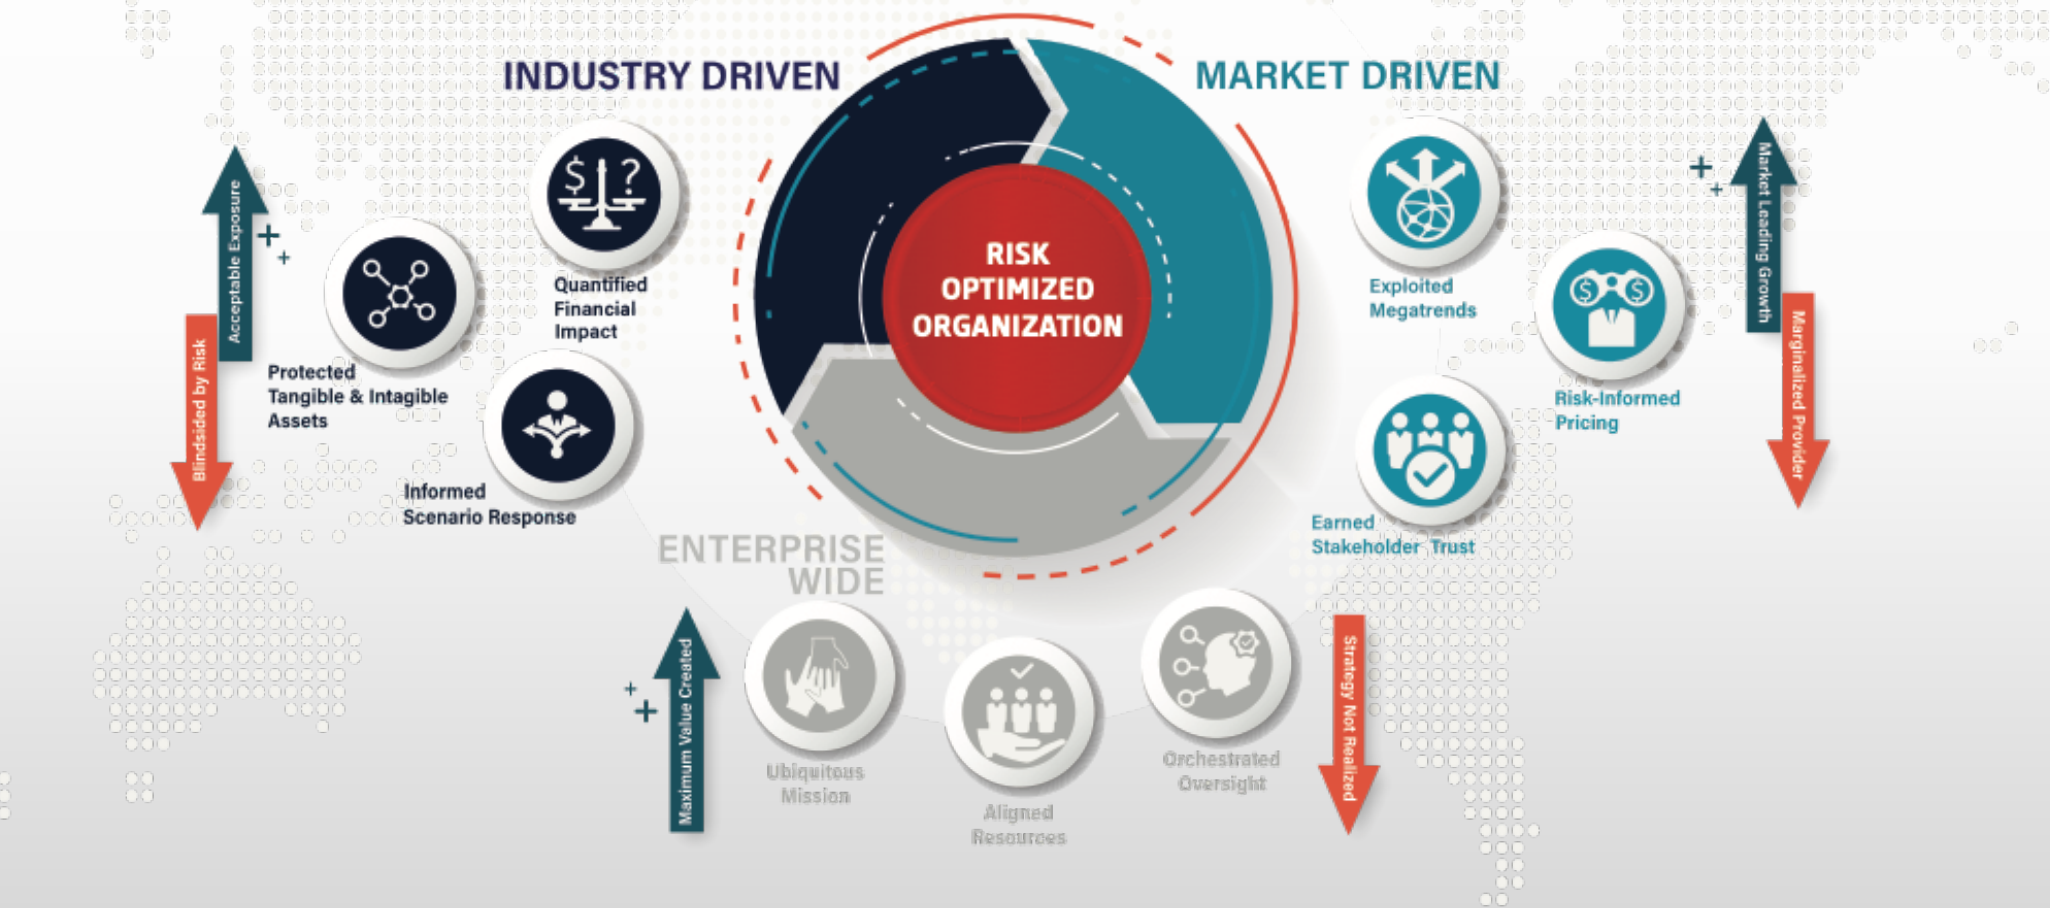 INDUSTRY DRIVEN
MARKET DRIVEN
RISK
OPTIMIZED
ORGANIZATION
Acceptable Exposure
Blindsided by Risk
$ ?
Quantified
Financial
Impact
Protected
Tangible & Intagible
Assets
Informed
Scenario Response
Exploited
Megatrends
$ $
Risk-Informed
Pricing
Earned
Stakeholder Trust
Market Leading Growth
Marginalized Provider
ENTERPRISE
WIDE
Maximum Value Created
Ubiquitous
Mission
Aligned
Resources
Orchestrated
Oversight
Strategy Not Realized